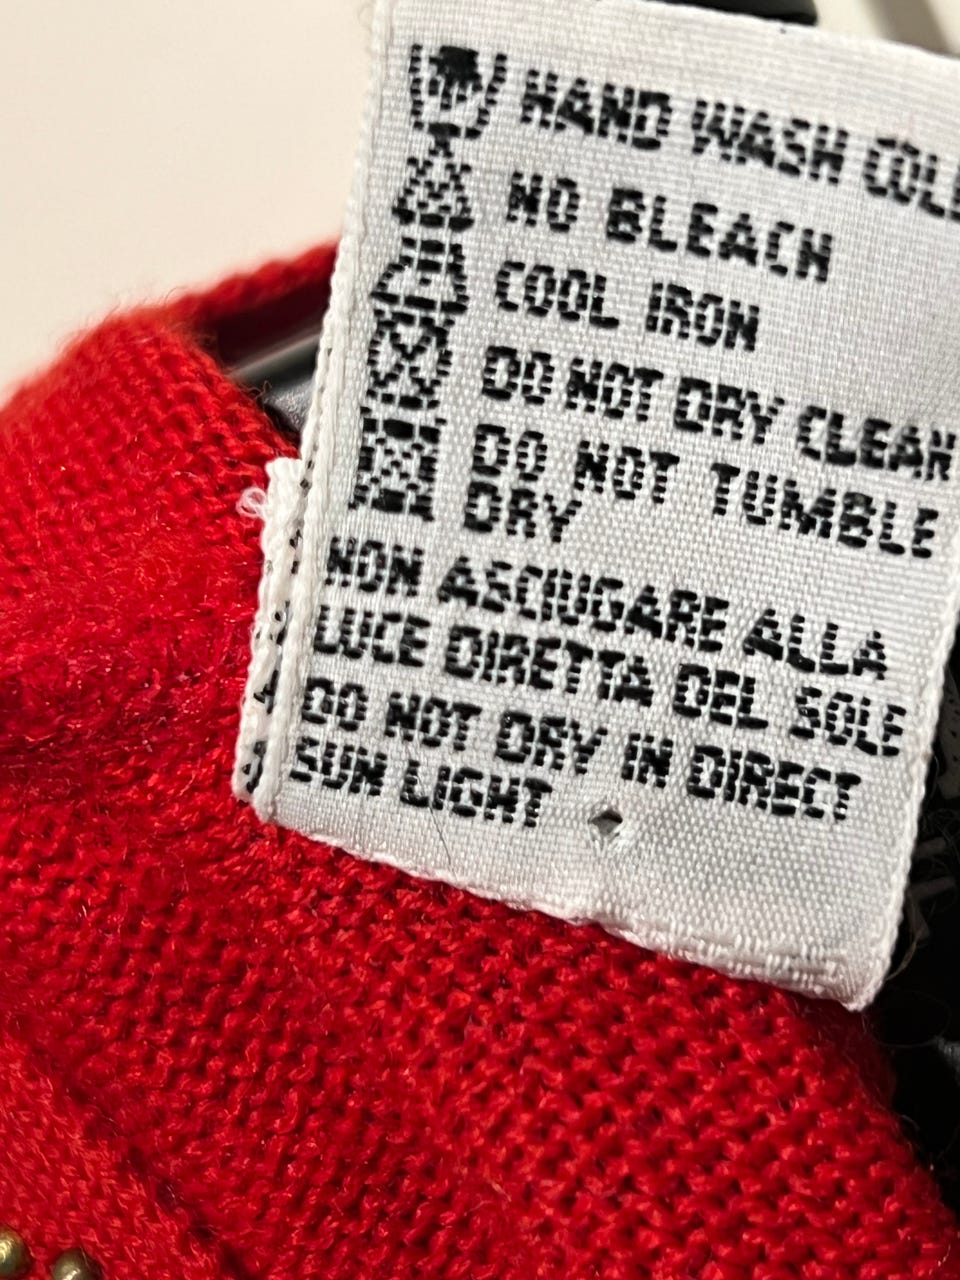 HAND WASH COLD
NO BLEACH
COOL IRON
DO NOT DRY CLEAN
DO NOT TUMBLE
DRY
NON ASCIUGARE ALLA
LUCE DIRETTA DEL SOLE
DO NOT DRY IN DIRECT
SUN LIGHT